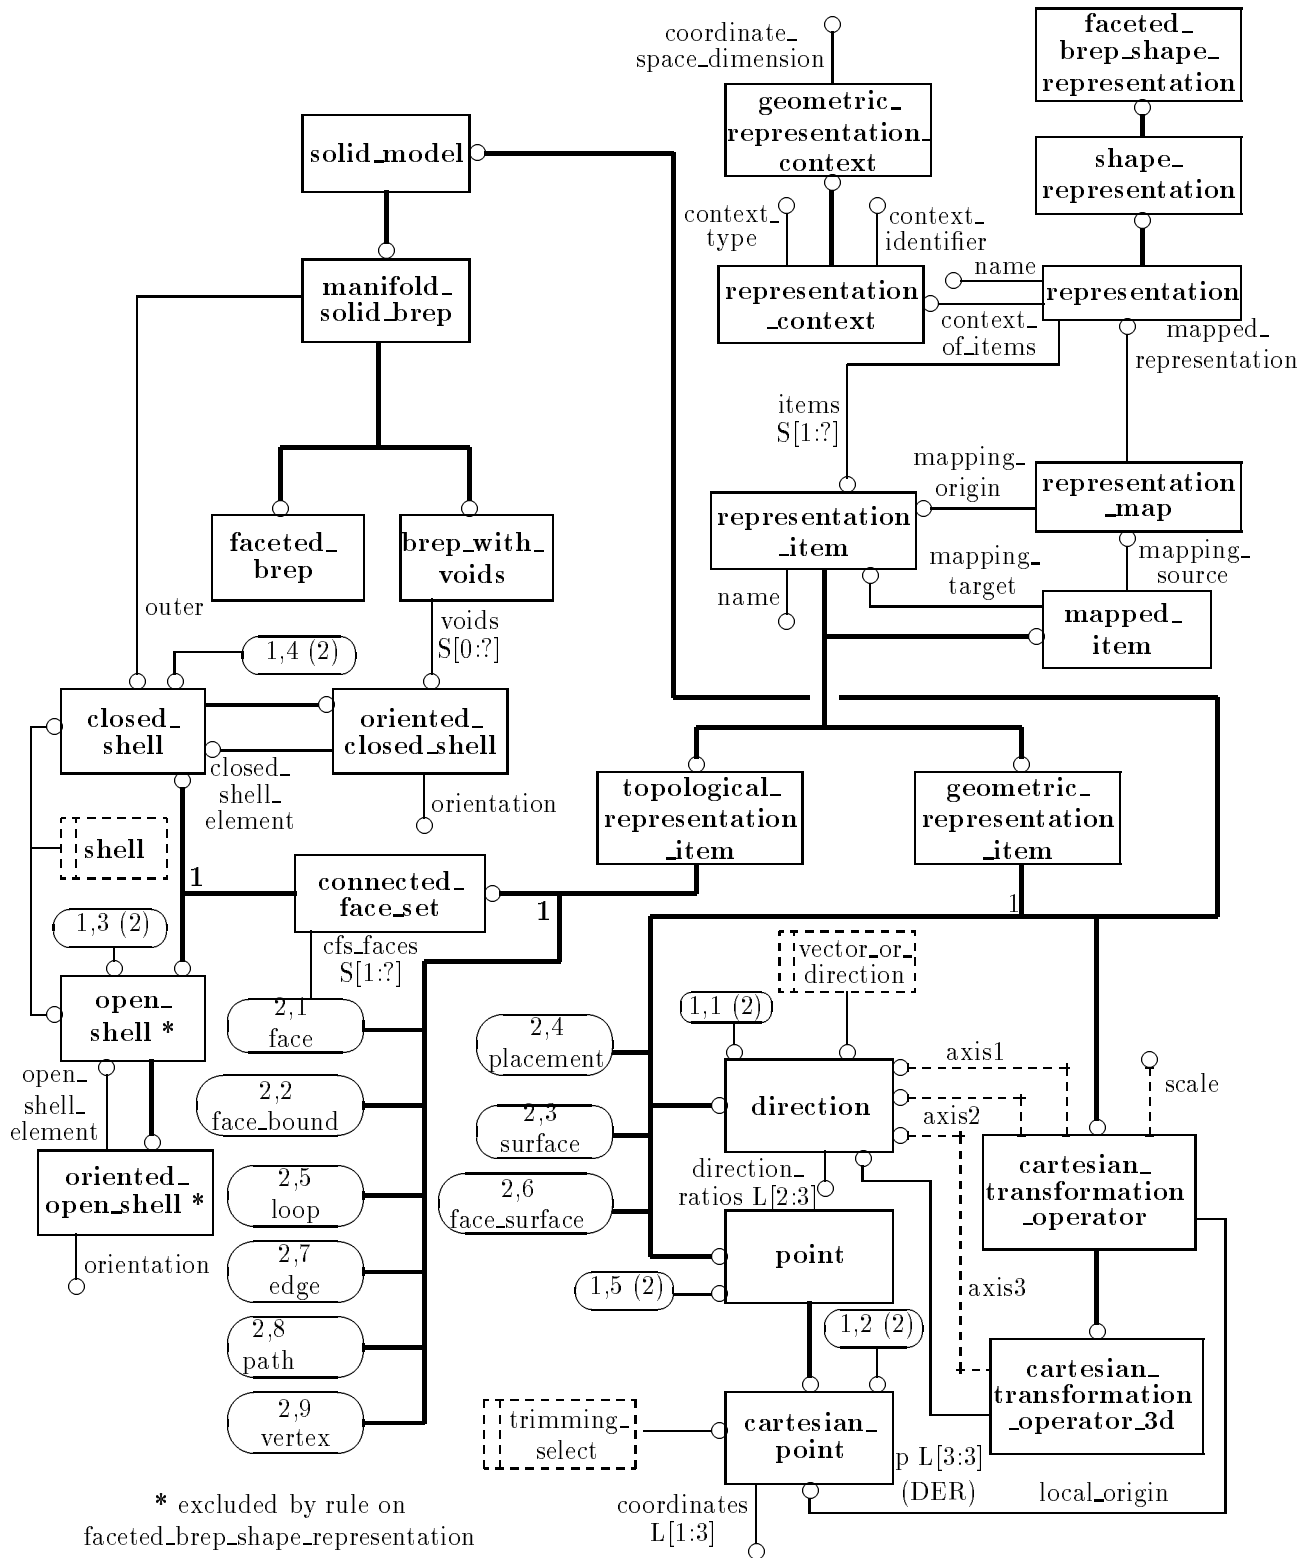 coordinate_
space_dimension
faceted_
brep_shape_
representation
geometric_
representation_
context
solid_model
shape_
representation
context_
type
context_
identifier
name
manifold_
solid_brep
representation
_context
representation
context_
of_items
mapped_
representation
items
S[1:?]
mapping_
origin
representation
_map
representation
_item
faceted_
brep
brep_with_
voids
mapping_
target
mapping_
source
name
outer
voids
S[0:?]
mapped_
item
1,4 (2)
closed_
shell
oriented_
closed_shell
closed_
shell_
element
orientation
topological_
representation
_item
geometric_
representation
_item
shell
1
connected_
face_set
1
1
1,3 (2)
cfs_faces
S[1:?]
vector_or_
direction
open_
shell *
2,1
face
1,1 (2)
2,4
placement
axis1
scale
open_
shell_
element
2,2
face_bound
direction
axis2
2,3
surface
oriented_
open_shell *
2,5
loop
2,6
face_surface
direction_
ratios L[2:3]
cartesian_
transformation
_operator
orientation
2,7
edge
point
1,5 (2)
axis3
2,8
path
1,2 (2)
cartesian_
transformation
_operator_3d
2,9
vertex
trimming_
select
cartesian_
point
p L[3:3]
(DER)
local_origin
* excluded by rule on
faceted_brep_shape_representation
coordinates
L[1:3]